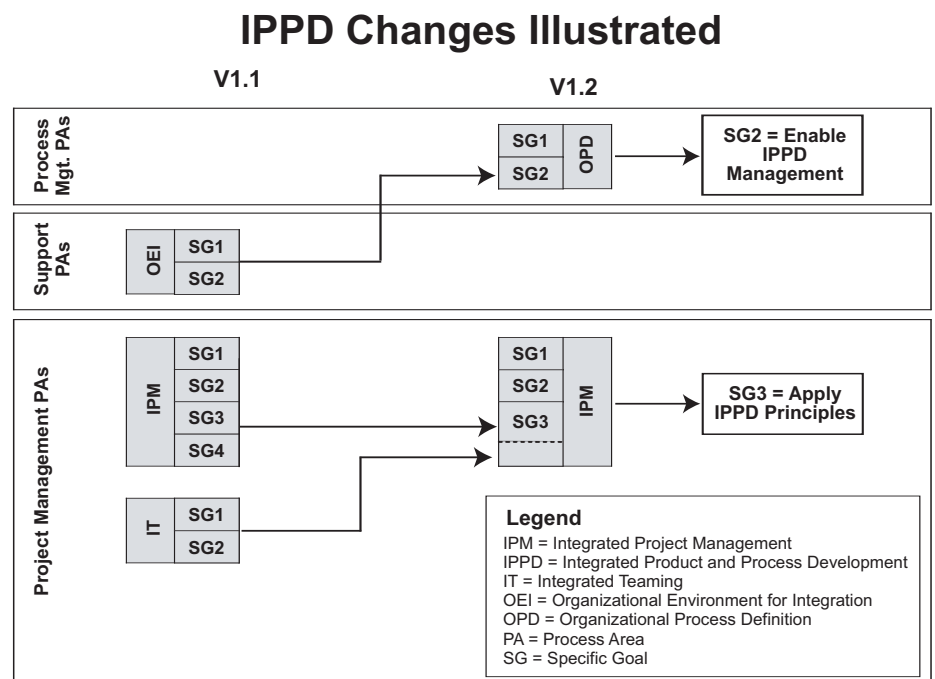 IPPD Changes Illustrated
V1.1
V1.2
Process
Mgt. PAs
SG1
SG2
OPD
SG2 = Enable
IPPD
Management
Support
PAs
OEI
SG1
SG2
Project Management PAs
IPM
SG1
SG2
SG3
SG4
SG1
SG2
SG3
IPM
SG3 = Apply
IPPD Principles
IT
SG1
SG2
Legend
IPM = Integrated Project Management
IPPD = Integrated Product and Process Development
IT = Integrated Teaming
OEI = Organizational Environment for Integration
OPD = Organizational Process Definition
PA = Process Area
SG = Specific Goal